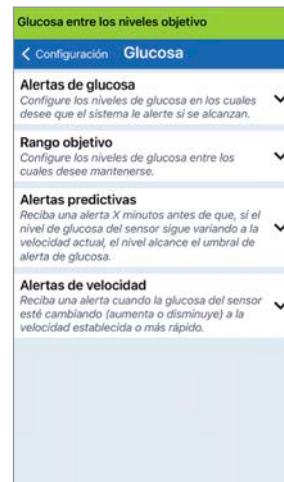 Glucosa entre los niveles objetivo
Configuración Glucosa
Alertas de glucosa
Configure los niveles de glucosa en los cuales
desee que el sistema le alerte si se alcanzan.
Rango objetivo
Configure los niveles de glucosa entre los
cuales desee mantenerse.
Alertas predictivas
Reciba una alerta X minutos antes de que, si el
nivel de glucosa del sensor sigue variando a la
velocidad actual, el nivel alcance el umbral de
alerta de glucosa.
Alertas de velocidad
Reciba una alerta cuando la glucosa del sensor
esté cambiando (aumenta o disminuye) a la
velocidad establecida o más rápido.